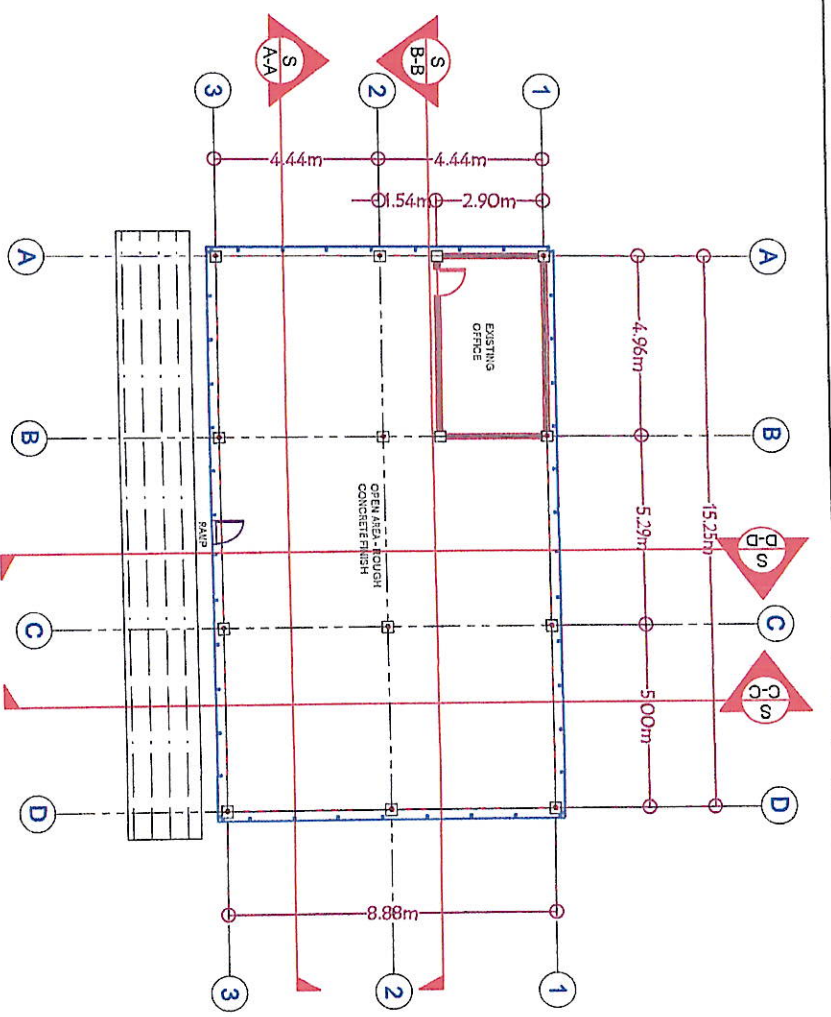 S
A-A
S
B-B
3
2
1
4.44m
4.44m
1.54m
2.90m
A
A
4.96m
EXISTING
OFFICE
B
B
5.29m
15.25m
OPEN AREA - ROUGH
CONCRETE FINISH
RAMP
S
D-D
C
C
S
C-C
5.00m
D
D
8.88m
3
2
1